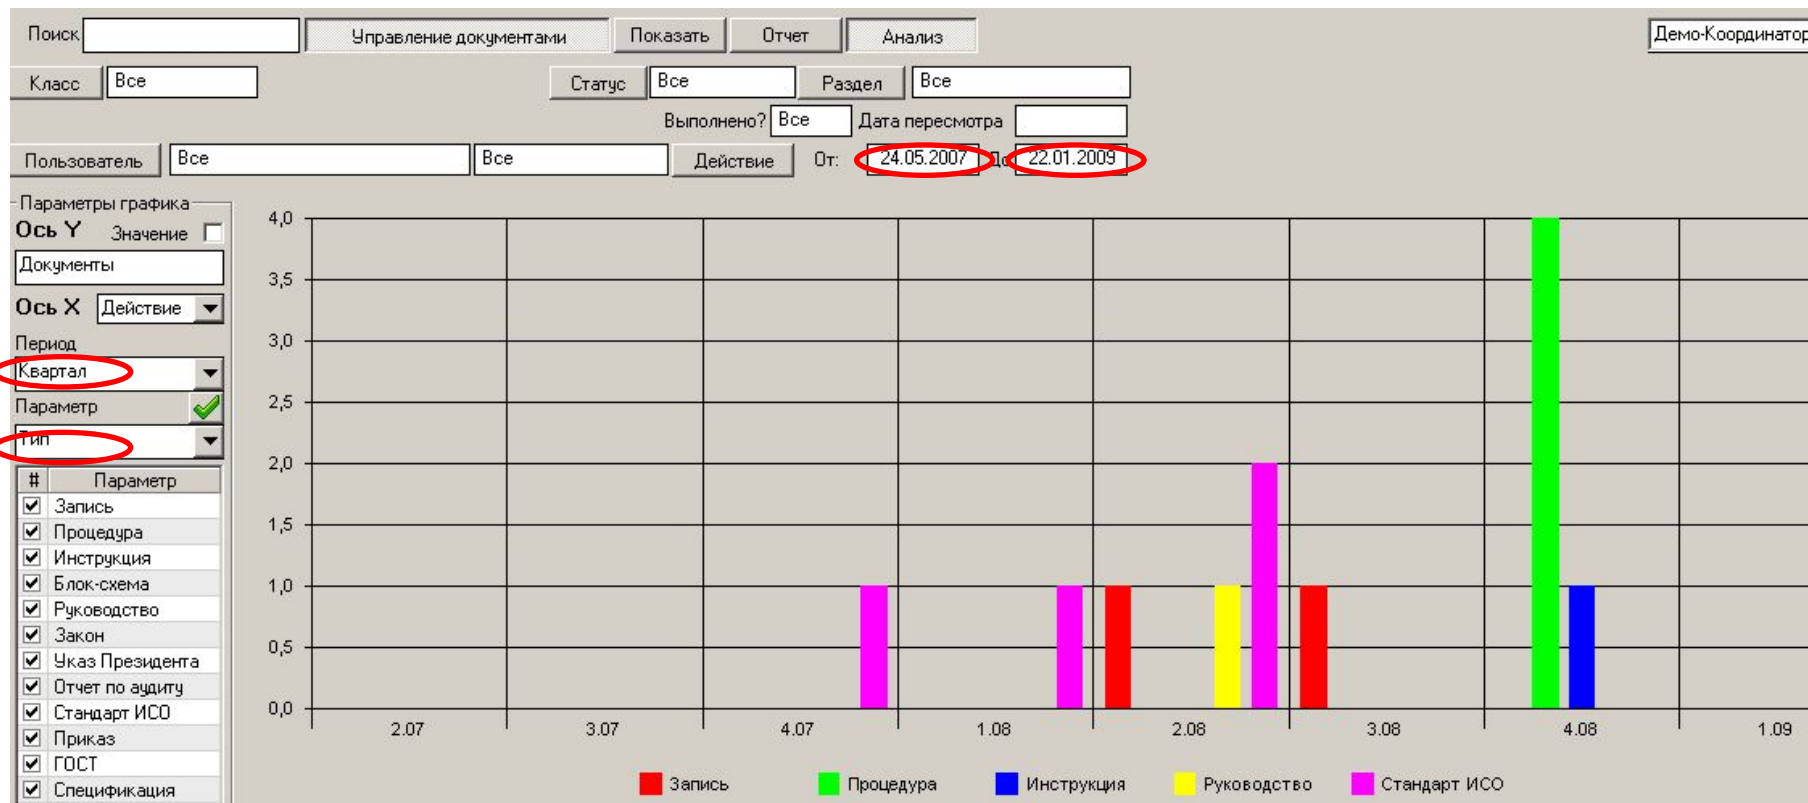 Поиск Управление документами Показать Отчет Анализ Демо-Координатор
Класс Все Статус Все Раздел Все
Выполнено? Все Дата пересмотра
Пользователь Все Все Действие От: 24.05.2007 До 22.01.2009
Параметры графика
Ось Y Значение
Документы
Ось X Действие
Период
Квартал
Параметр
Тип
# Параметр
Запись
Процедура
Инструкция
Блок-схема
Руководство
Закон
Указ Президента
Отчет по аудиту
Стандарт ИСО
Приказ
ГОСТ
Спецификация
4,0
3,5
3,0
2,5
2,0
1,5
1,0
0,5
0,0
2.07 3.07 4.07 1.08 2.08 3.08 4.08 1.09
Запись Процедура Инструкция Руководство Стандарт ИСО